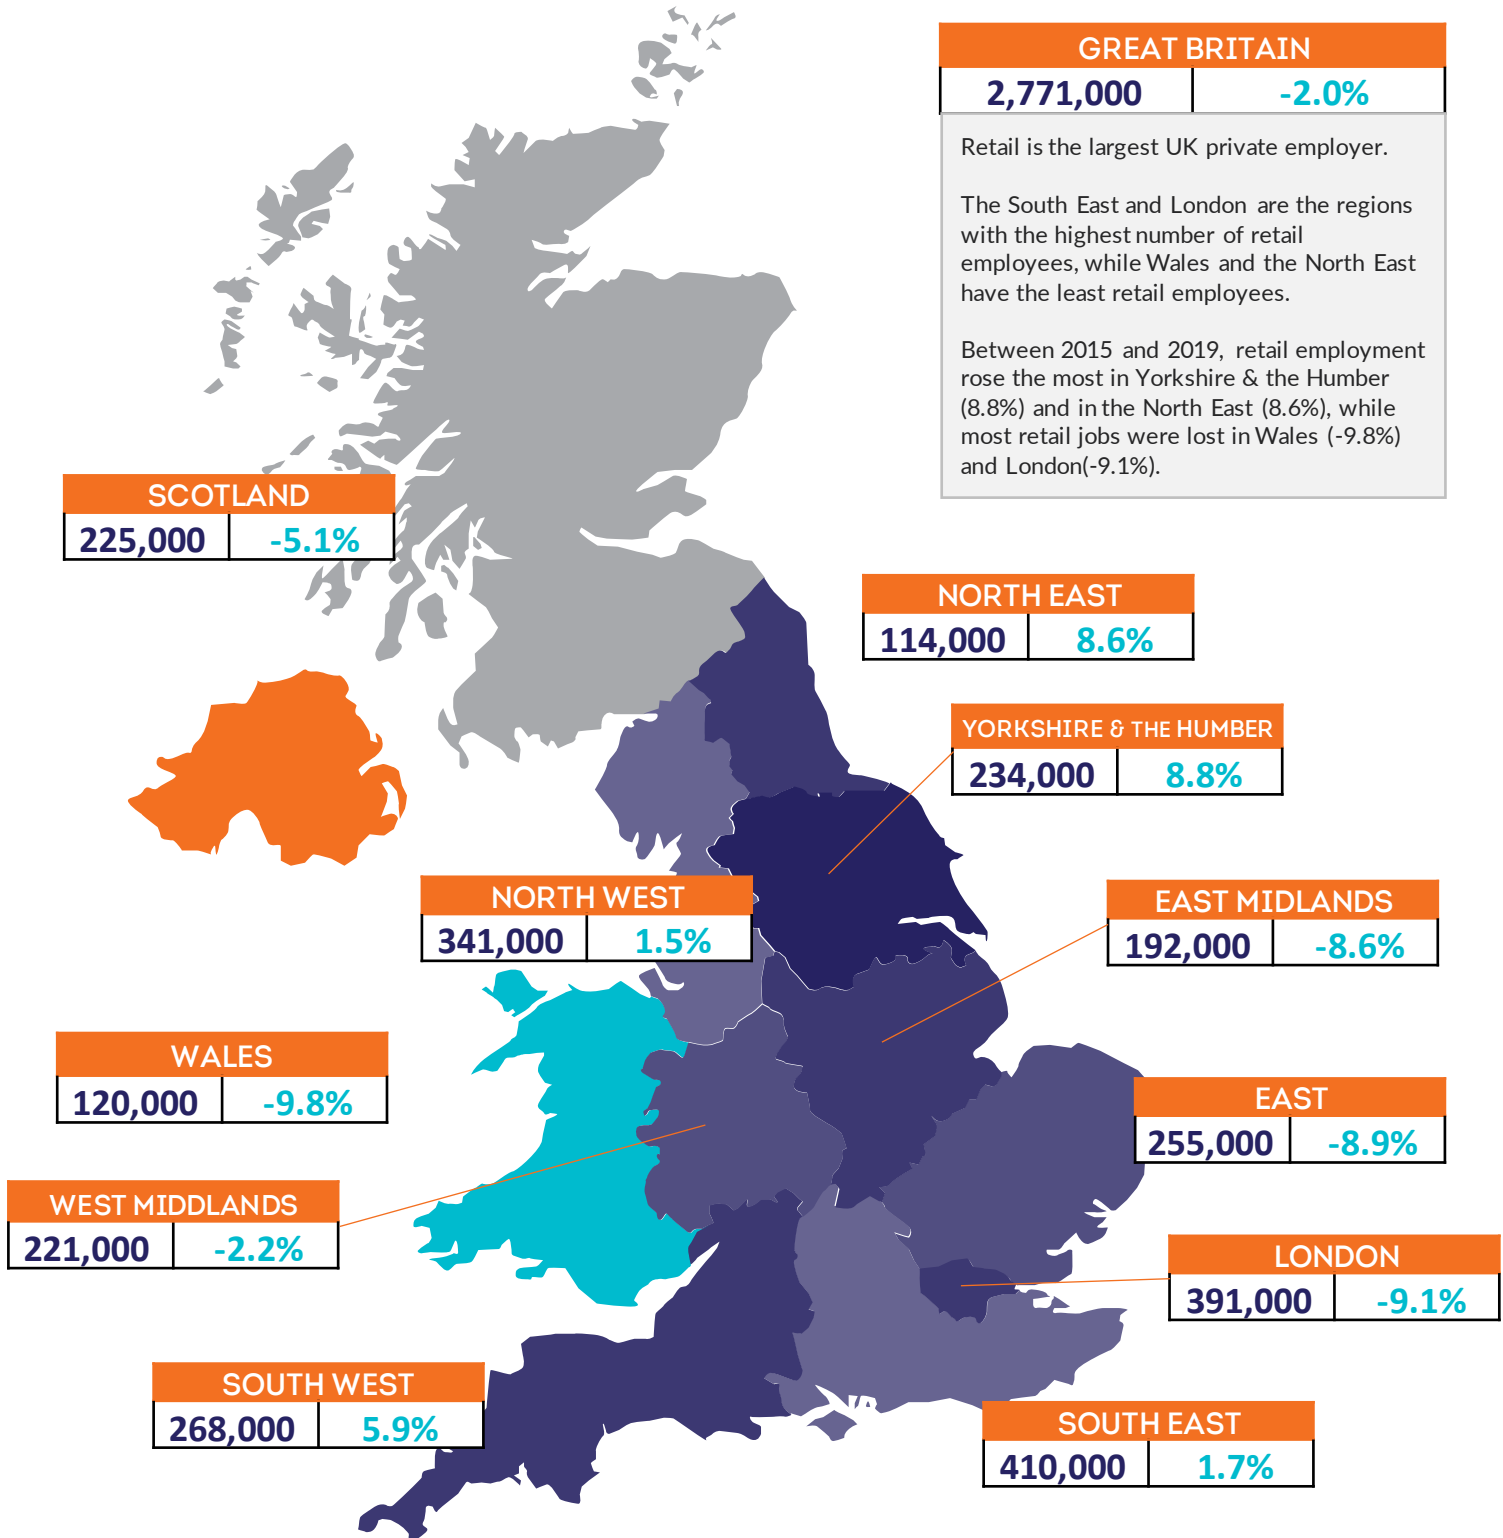 GREAT BRITAIN
2,771,000 -2.0%
Retail is the largest UK private employer.
The South East and London are the regions
with the highest number of retail
employees, while Wales and the North East
have the least retail employees.
Between 2015 and 2019, retail employment
rose the most in Yorkshire & the Humber
(8.8%) and in the North East (8.6%), while
most retail jobs were lost in Wales (-9.8%)
and London(-9.1%).
SCOTLAND
225,000 -5.1%
NORTH EAST
114,000 8.6%
YORKSHIRE & THE HUMBER
234,000 8.8%
NORTH WEST
341,000 1.5%
EAST MIDLANDS
192,000 -8.6%
WALES
120,000 -9.8%
EAST
255,000 -8.9%
WEST MIDDLANDS
221,000 -2.2%
LONDON
391,000 -9.1%
SOUTH WEST
268,000 5.9%
SOUTH EAST
410,000 1.7%